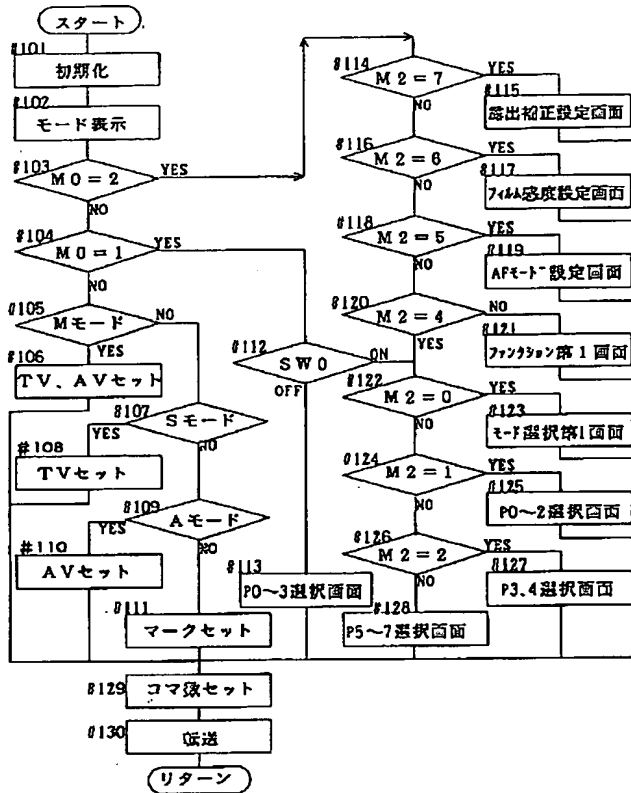 スタート
#101
初期化
#102
モード表示
#103
M0=2
YES
NO
#104
M0=1
YES
NO
#105
Mモード
NO
YES
#106
TV、AVセット
#107
Sモード
YES
NO
#108
TVセット
#109
Aモード
YES
NO
#110
AVセット
#111
マークセット
#112
SW0
ON
OFF
#113
P0〜3選択画面
#114
M2=7
YES
NO
#115
露出補正設定画面
#116
M2=6
YES
NO
#117
フィルム感度設定画面
#118
M2=5
YES
NO
#119
AFモード設定画面
#120
M2=4
NO
YES
#121
ファンクション第1画面
#122
M2=0
YES
NO
#123
モード選択第1画面
#124
M2=1
YES
NO
#125
P0〜2選択画面
#126
M2=2
YES
NO
#127
P3、4選択画面
#128
P5〜7選択画面
#129
コマ数セット
#130
転送
リターン